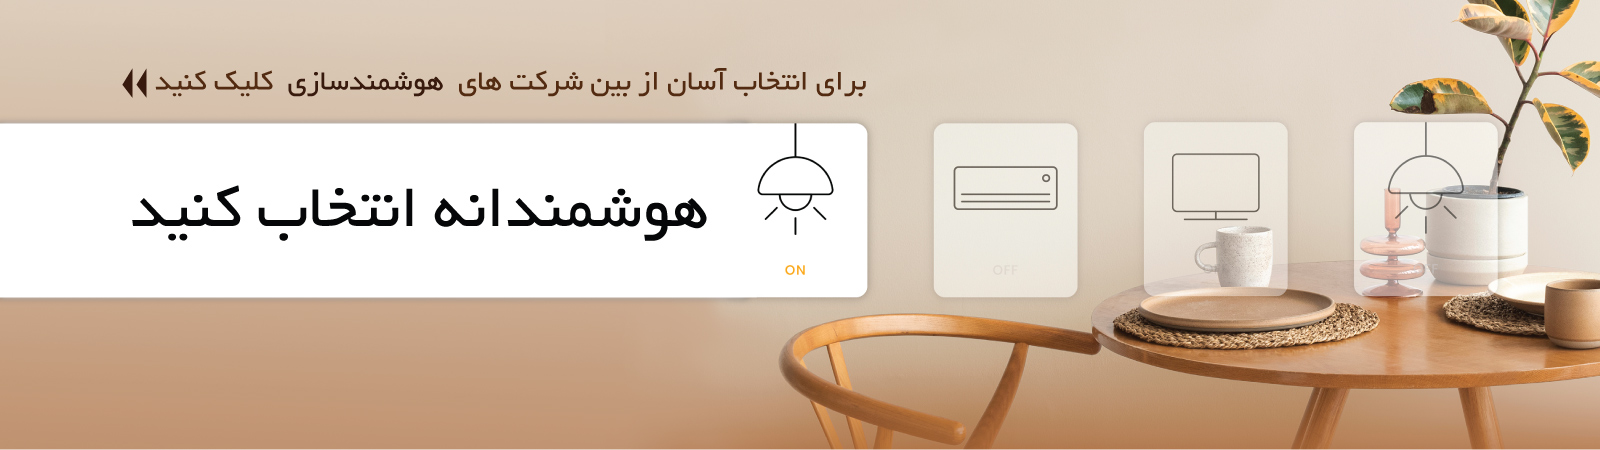 برای انتخاب آسان از بین شرکت های هوشمندسازی کلیک کنید
هوشمندانه انتخاب کنید
ON
OFF